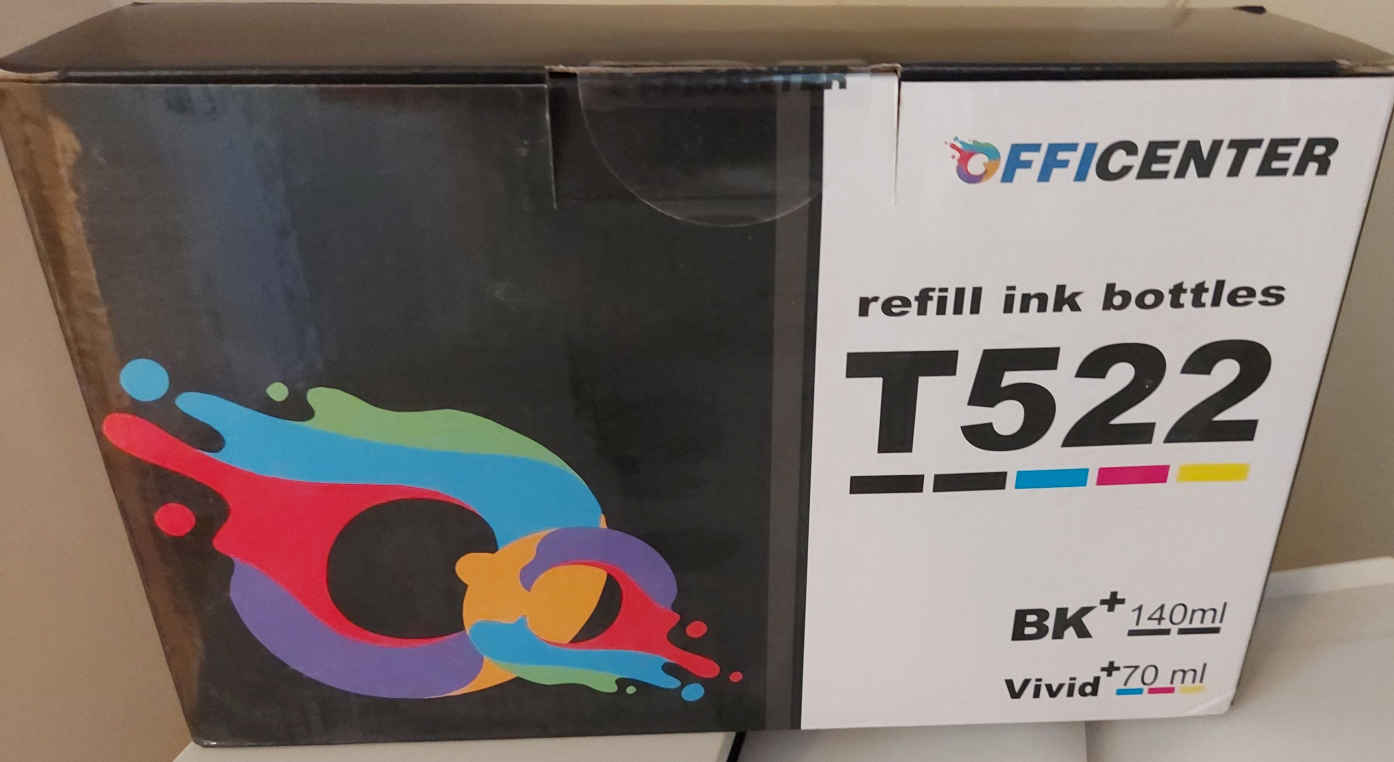 OFFICENTER
refill ink bottles
T522
BK+ 140ml
Vivid+ 70 ml